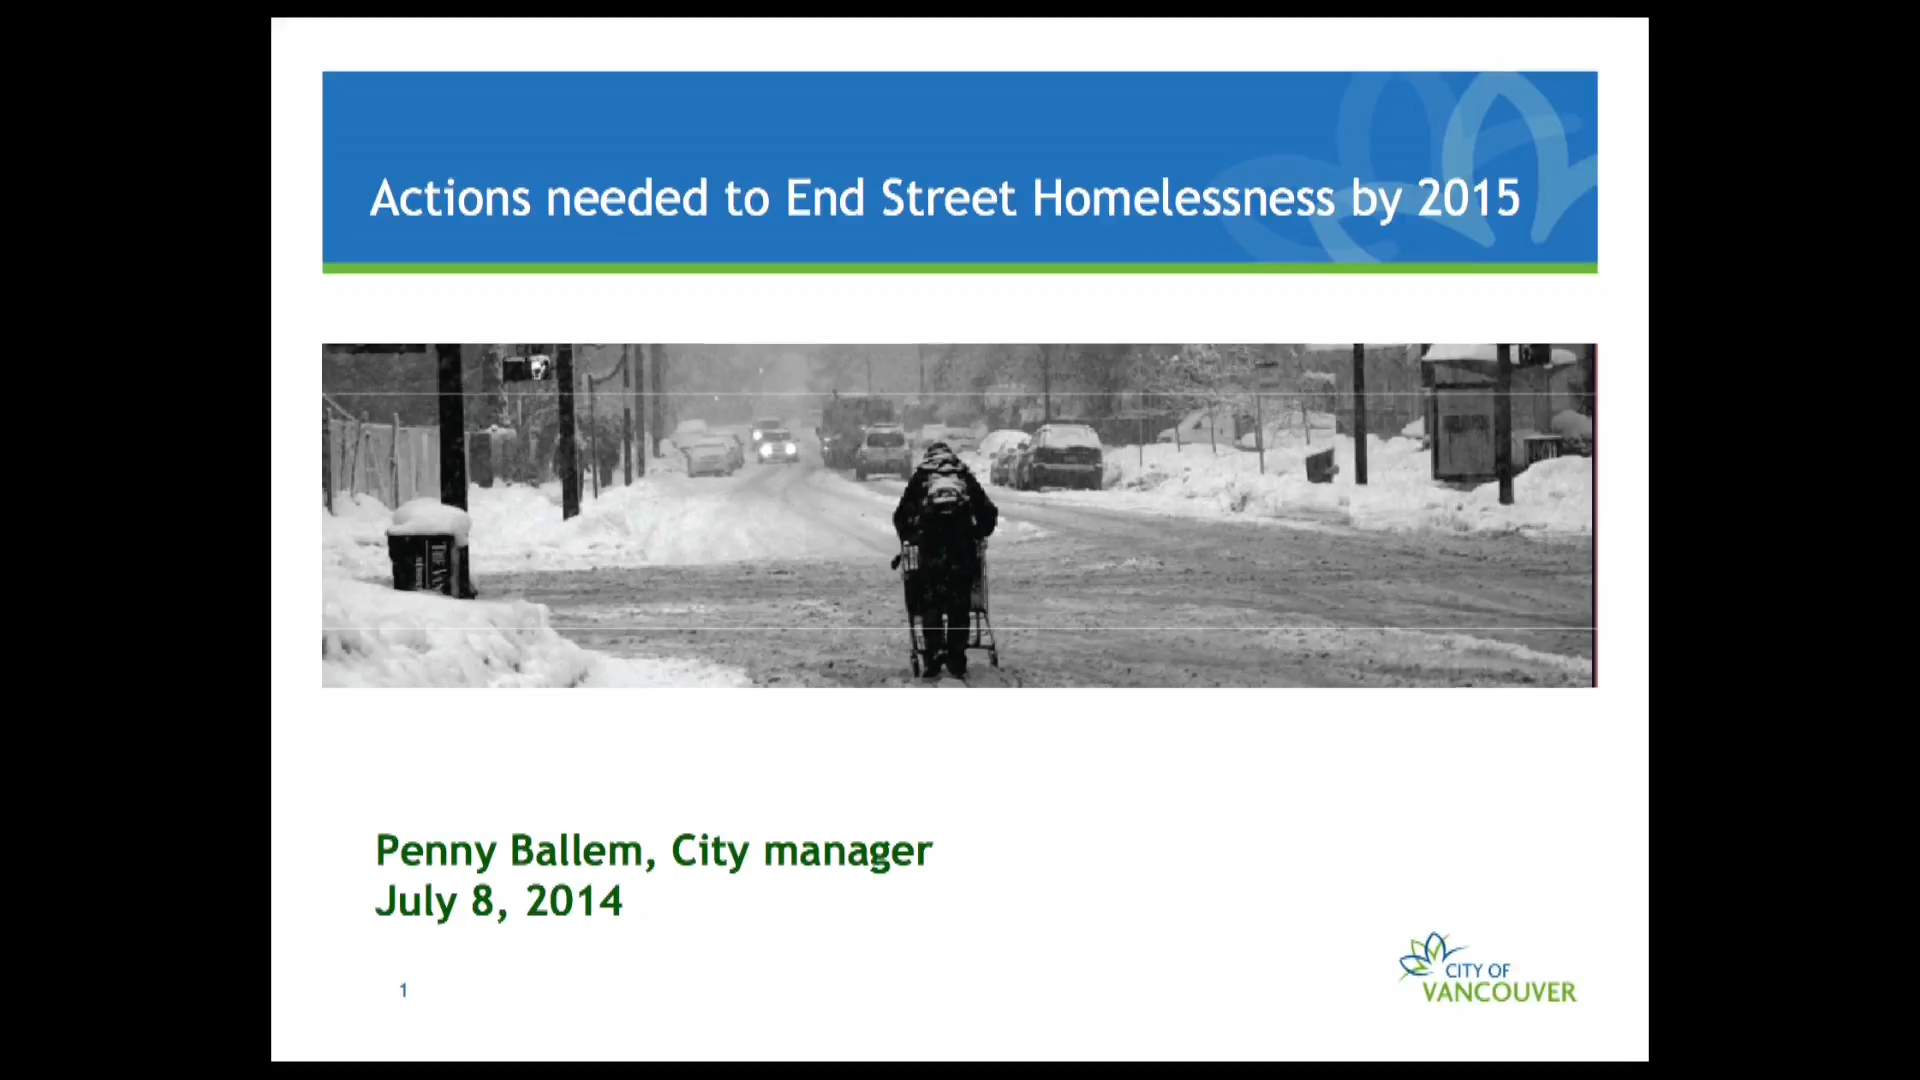 Actions needed to End Street Homelessness by 2015
Penny Ballem, City manager
July 8, 2014
1
CITY OF
VANCOUVER